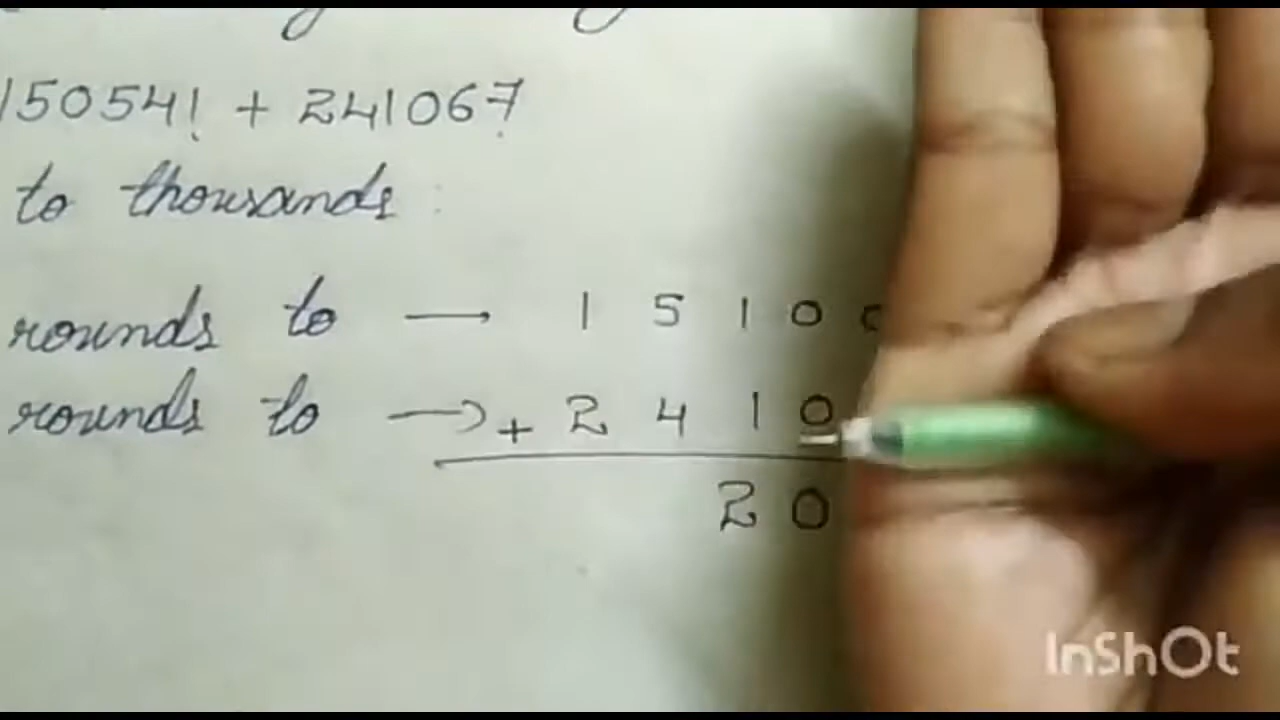 150541 + 241067
to thousands :
rounds to → 1 5 1 0 0
rounds to → + 2 4 1 0
2 0
InShOt